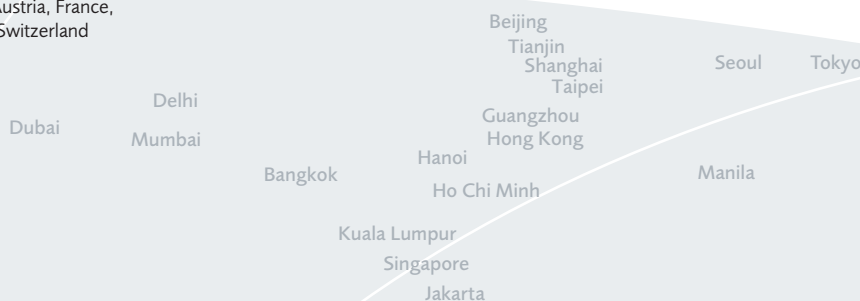 Austria, France,
Switzerland
Beijing
Tianjin
Shanghai
Seoul
Tokyo
Taipei
Delhi
Guangzhou
Dubai
Mumbai
Hong Kong
Hanoi
Bangkok
Manila
Ho Chi Minh
Kuala Lumpur
Singapore
Jakarta